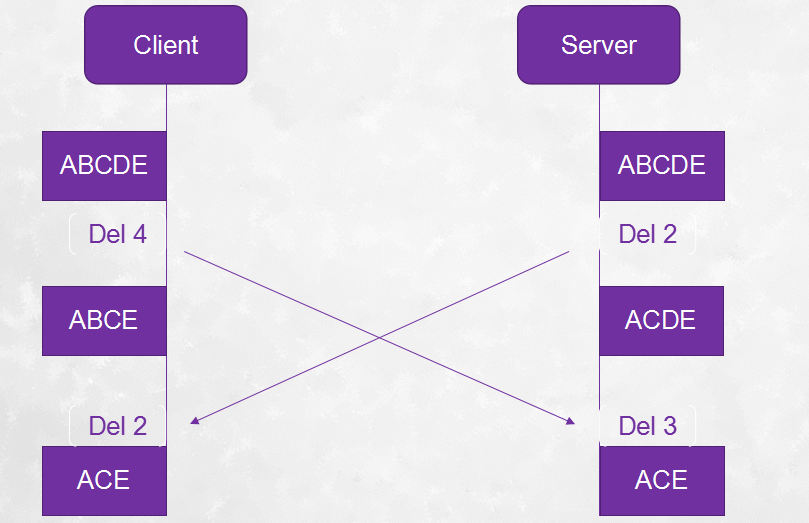 Client
Server
ABCDE
ABCDE
Del 4
Del 2
ABCE
ACDE
Del 2
Del 3
ACE
ACE